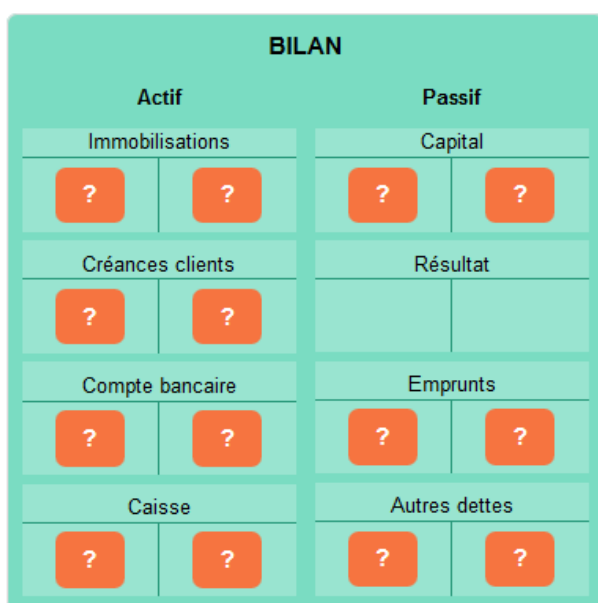 BILAN
Actif Passif
Immobilisations Capital
? ? ? ?
Créances clients Résultat
? ?
Compte bancaire Emprunts
? ? ? ?
Caisse Autres dettes
? ? ? ?